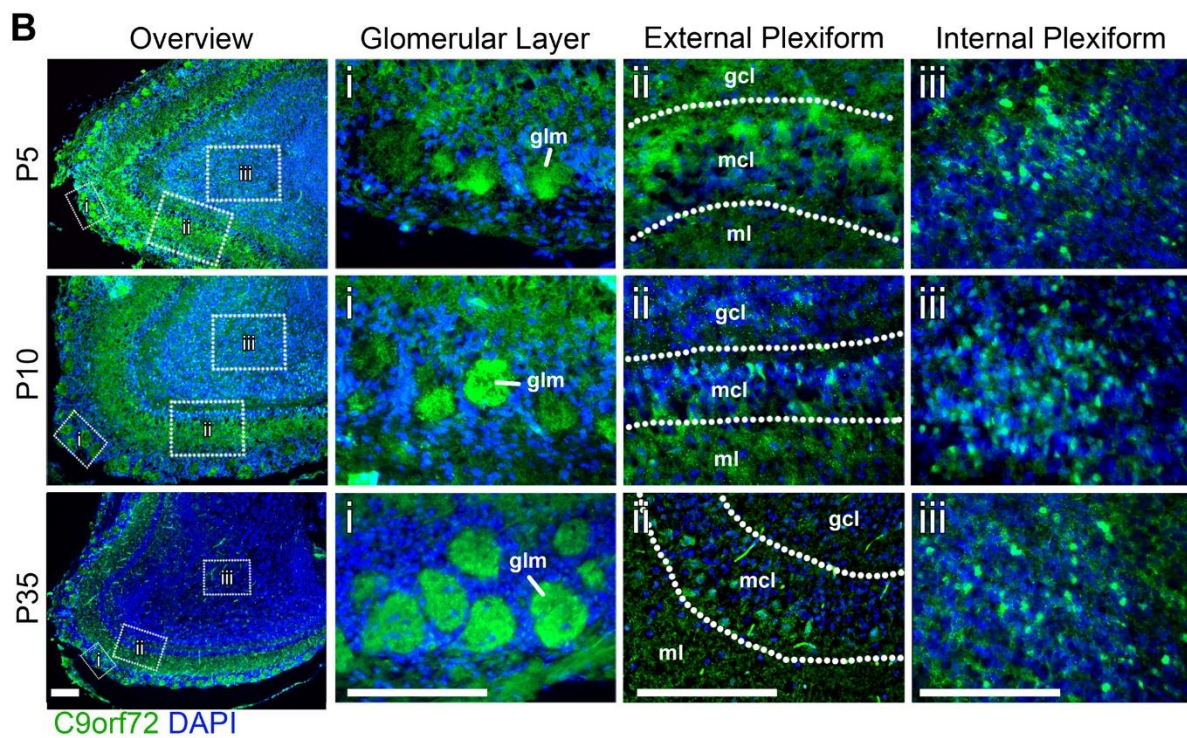 B
Overview Glomerular Layer External Plexiform Internal Plexiform
P5
i
ii
iii
i
glm
ii
gcl
mcl
ml
iii
P10
i
ii
iii
i
glm
ii
gcl
mcl
ml
iii
P35
i
ii
iii
i
glm
ii
gcl
mcl
ml
iii
C9orf72 DAPI